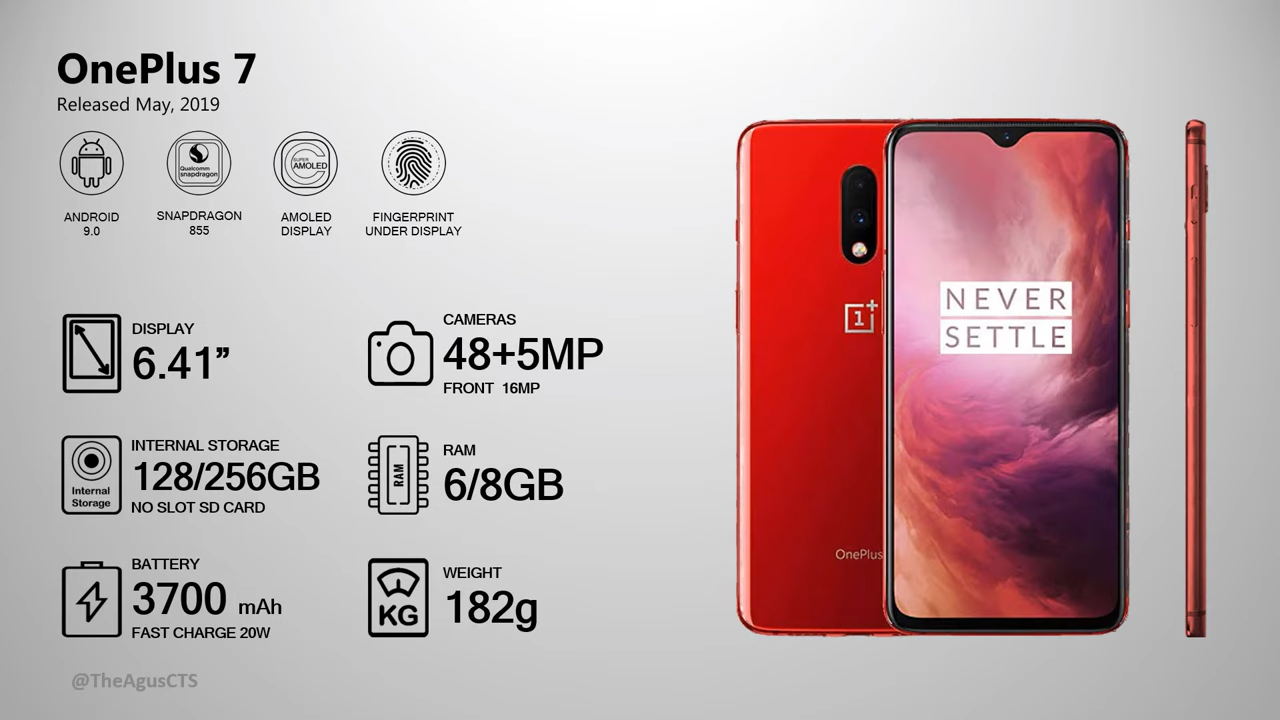 OnePlus 7
Released May, 2019
Qualcomm
snapdragon
SUPER
AMOLED
ANDROID
9.0
SNAPDRAGON
855
AMOLED
DISPLAY
FINGERPRINT
UNDER DISPLAY
DISPLAY
6.41”
CAMERAS
48+5MP
FRONT 16MP
INTERNAL STORAGE
128/256GB
NO SLOT SD CARD
Internal
Storage
RAM
RAM
6/8GB
BATTERY
3700 mAh
FAST CHARGE 20W
KG
WEIGHT
182g
@TheAgusCTS
1+
OnePlus
NEVER
SETTLE